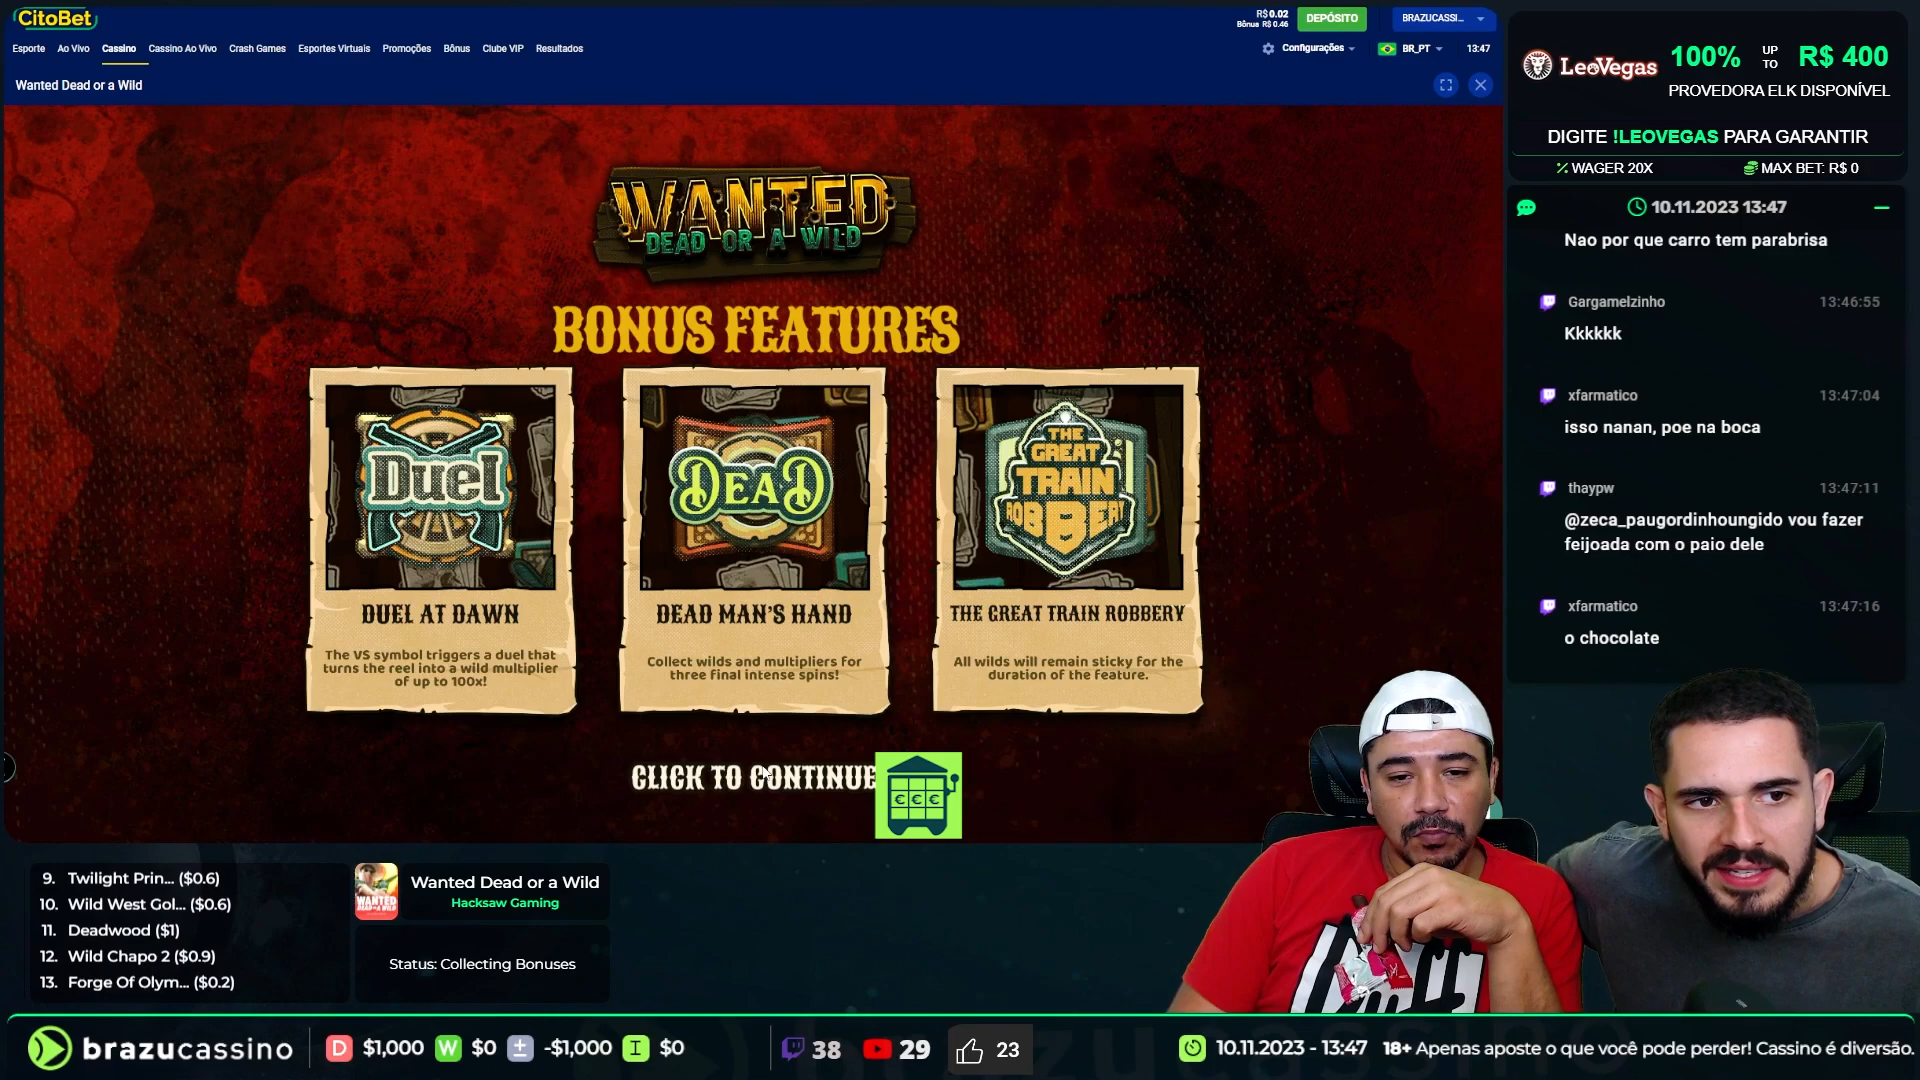 CitoBet
R$ 0.02
Bônus R$ 0.46
DEPÓSITO
BRAZUCASSI...
Esporte Ao Vivo Cassino Cassino Ao Vivo Crash Games Esportes Virtuais Promoções Bônus Clube VIP Resultados
Configurações BR_PT 13:47
Wanted Dead or a Wild
WANTED
DEAD OR A WILD
BONUS FEATURES
Duel
DUEL AT DAWN
The VS symbol triggers a duel that
turns the reel into a wild multiplier
of up to 100x!
DEAD
DEAD MAN'S HAND
Collect wilds and multipliers for
three final intense spins!
THE
GREAT
TRAIN
ROBBERY
THE GREAT TRAIN ROBBERY
All wilds will remain sticky for the
duration of the feature.
CLICK TO CONTINUE
€€€
LeoVegas
100% UP TO R$ 400
PROVEDORA ELK DISPONÍVEL
DIGITE !LEOVEGAS PARA GARANTIR
WAGER 20X MAX BET: R$ 0
10.11.2023 13:47
Nao por que carro tem parabrisa
Gargamelzinho 13:46:55
Kkkkkk
xfarmatico 13:47:04
isso nanan, poe na boca
thaypw 13:47:11
@zeca_paugordinhoungido vou fazer
feijoada com o paio dele
xfarmatico 13:47:16
o chocolate
9. Twilight Prin... ($0.6)
10. Wild West Gol... ($0.6)
11. Deadwood ($1)
12. Wild Chapo 2 ($0.9)
13. Forge Of Olym... ($0.2)
WANTED
Wanted Dead or a Wild
Hacksaw Gaming
Status: Collecting Bonuses
brazucassino D $1,000 W $0 ± -$1,000 I $0 38 29 23 10.11.2023 - 13:47 18+ Apenas aposte o que você pode perder! Cassino é diversão.